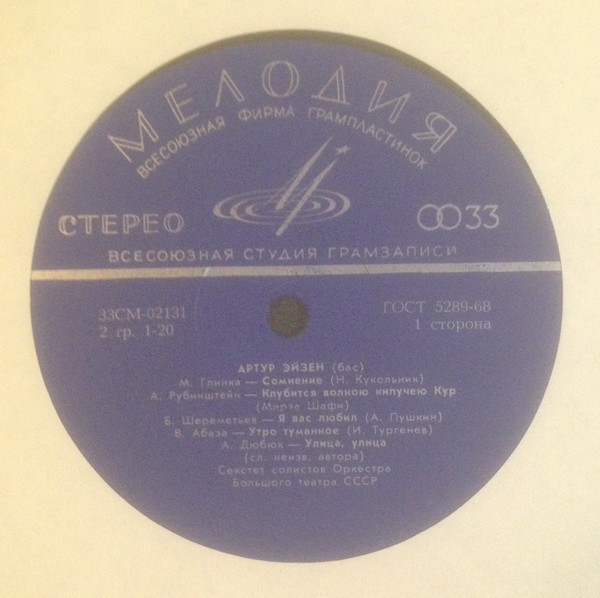 МЕЛОДИЯ
ВСЕСОЮЗНАЯ ФИРМА ГРАМПЛАСТИНОК
СТЕРЕО
33
ВСЕСОЮЗНАЯ СТУДИЯ ГРАМЗАПИСИ
33СМ-02131
2 гр. 1-20
ГОСТ 5289-68
1 сторона
АРТУР ЭЙЗЕН (бас)
М. Глинка — Сомнение (Н. Кукольник)
А. Рубинштейн — Клубится волною кипучею Кур
(Мирза Шафи)
Б. Шереметьев — Я вас любил (А. Пушкин)
В. Абаза — Утро туманное (И. Тургенев)
А. Дюбюк — Улица, улица
(сл. неизв. автора)
Секстет солистов Оркестра
Большого театра СССР